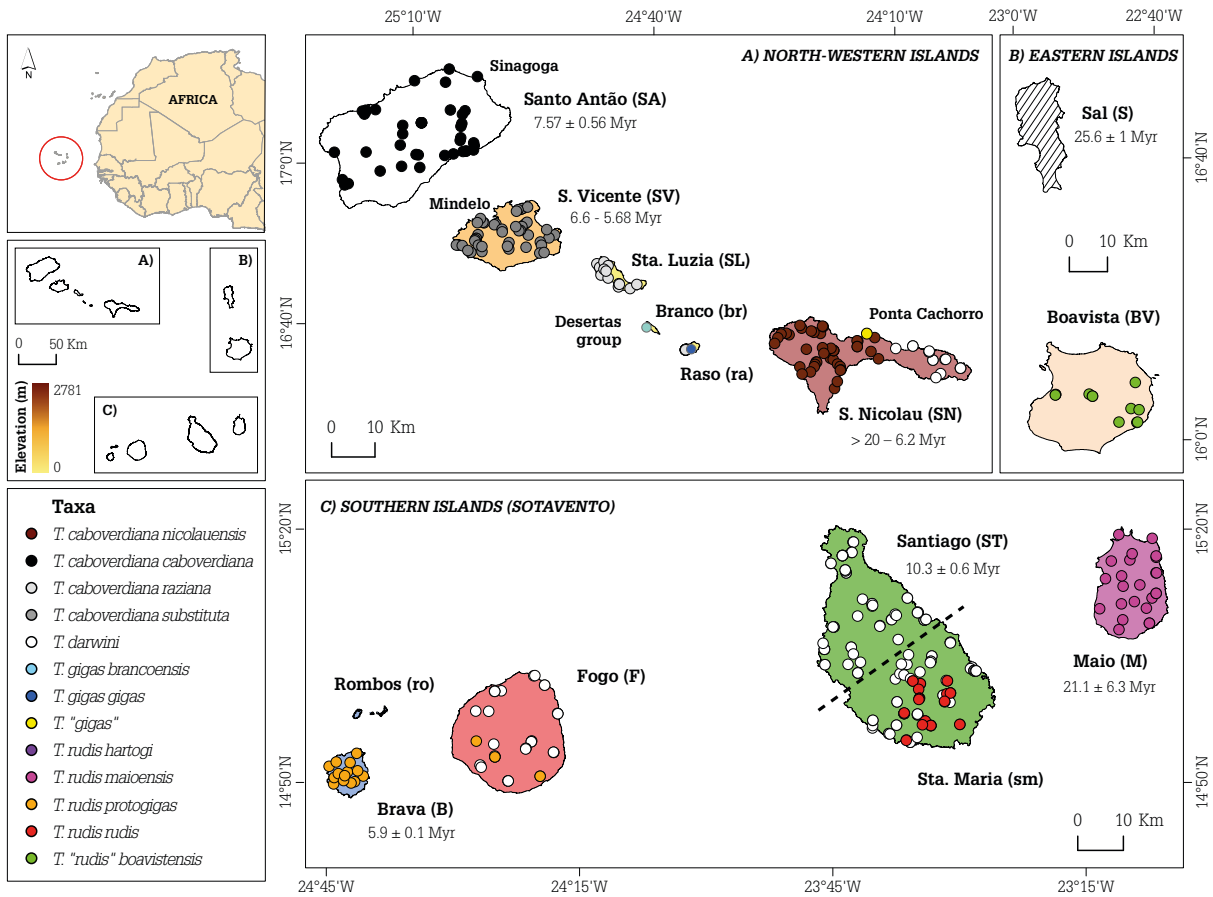 25°10'W
24°40'W
24°10'W
23°0'W
22°40'W
N
AFRICA
A) NORTH-WESTERN ISLANDS
Sinagoga
Santo Antão (SA)
7.57 ± 0.56 Myr
17°0'N
Mindelo
S. Vicente (SV)
6.6 - 5.68 Myr
Sta. Luzia (SL)
Branco (br)
Desertas
group
Raso (ra)
Ponta Cachorro
16°40'N
S. Nicolau (SN)
> 20 – 6.2 Myr
0 10 Km
B) EASTERN ISLANDS
Sal (S)
25.6 ± 1 Myr
16°40'N
0 10 Km
Boavista (BV)
16°0'N
A)
B)
C)
0 50 Km
Elevation (m)
2781
0
Taxa
T. caboverdiana nicolauensis
T. caboverdiana caboverdiana
T. caboverdiana raziana
T. caboverdiana substituta
T. darwini
T. gigas brancoensis
T. gigas gigas
T. "gigas"
T. rudis hartogi
T. rudis maioensis
T. rudis protogigas
T. rudis rudis
T. "rudis" boavistensis
C) SOUTHERN ISLANDS (SOTAVENTO)
15°20'N
15°20'N
Santiago (ST)
10.3 ± 0.6 Myr
Maio (M)
21.1 ± 6.3 Myr
Rombos (ro)
Fogo (F)
Brava (B)
5.9 ± 0.1 Myr
Sta. Maria (sm)
14°50'N
14°50'N
0 10 Km
24°45'W
24°15'W
23°45'W
23°15'W